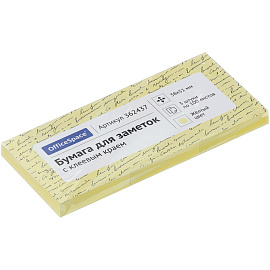 OfficeSpace
Артикул 362437
Бумага для заметок
с клеевым краем
38х51 мм
3 штуки
по 100 листов
Желтый
цвет